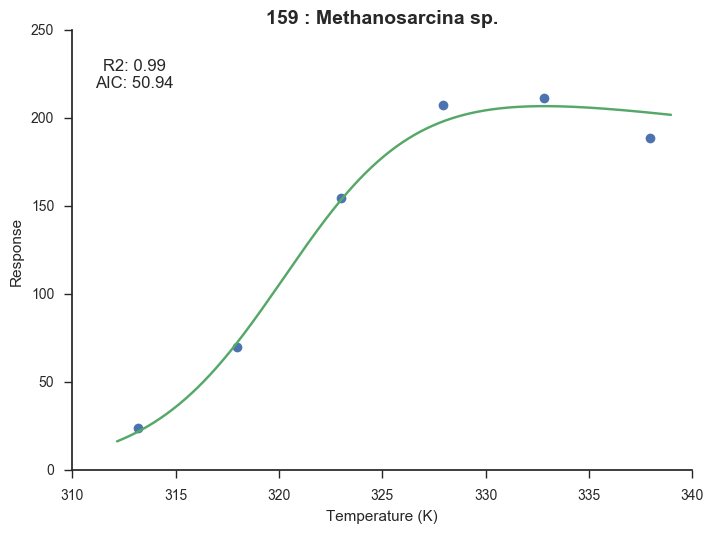 159 : Methanosarcina sp.
R2: 0.99
AIC: 50.94
250
200
150
100
50
0
Response
310 315 320 325 330 335 340
Temperature (K)